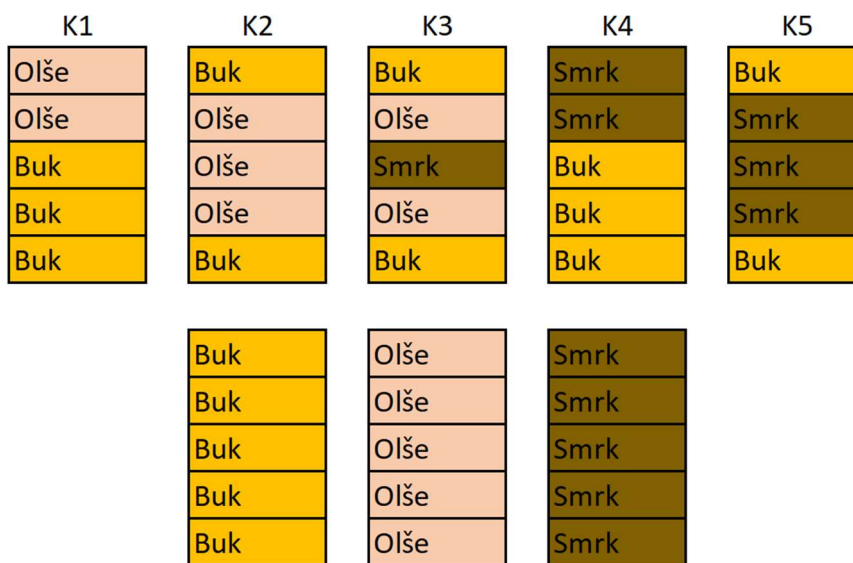 K1 K2 K3 K4 K5
Olše Buk Buk Smrk Buk
Olše Olše Olše Smrk Smrk
Buk Olše Smrk Buk Smrk
Buk Olše Olše Buk Smrk
Buk Buk Buk Buk Buk
Buk Olše Smrk
Buk Olše Smrk
Buk Olše Smrk
Buk Olše Smrk
Buk Olše Smrk